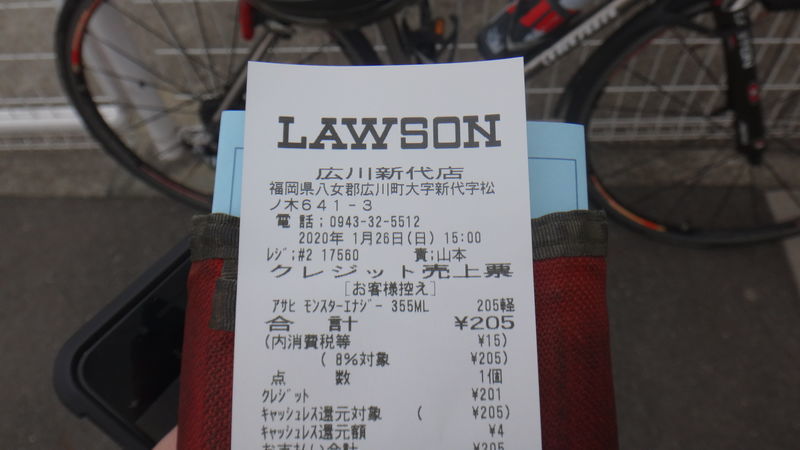 LAWSON
広川新代店
福岡県八女郡広川町大字新代字松
ノ木641-3
電話;0943-32-5512
2020年 1月26日(日) 15:00
レジ;#2 17560 責;山本
クレジット売上票
[お客様控え]
アサヒ モンスターエナジー 355ML 205軽
合計 ¥205
(内消費税等 ¥15)
( 8%対象 ¥205)
点数 1個
クレジット ¥201
キャッシュレス還元対象 ( ¥205)
キャッシュレス還元額 ¥4